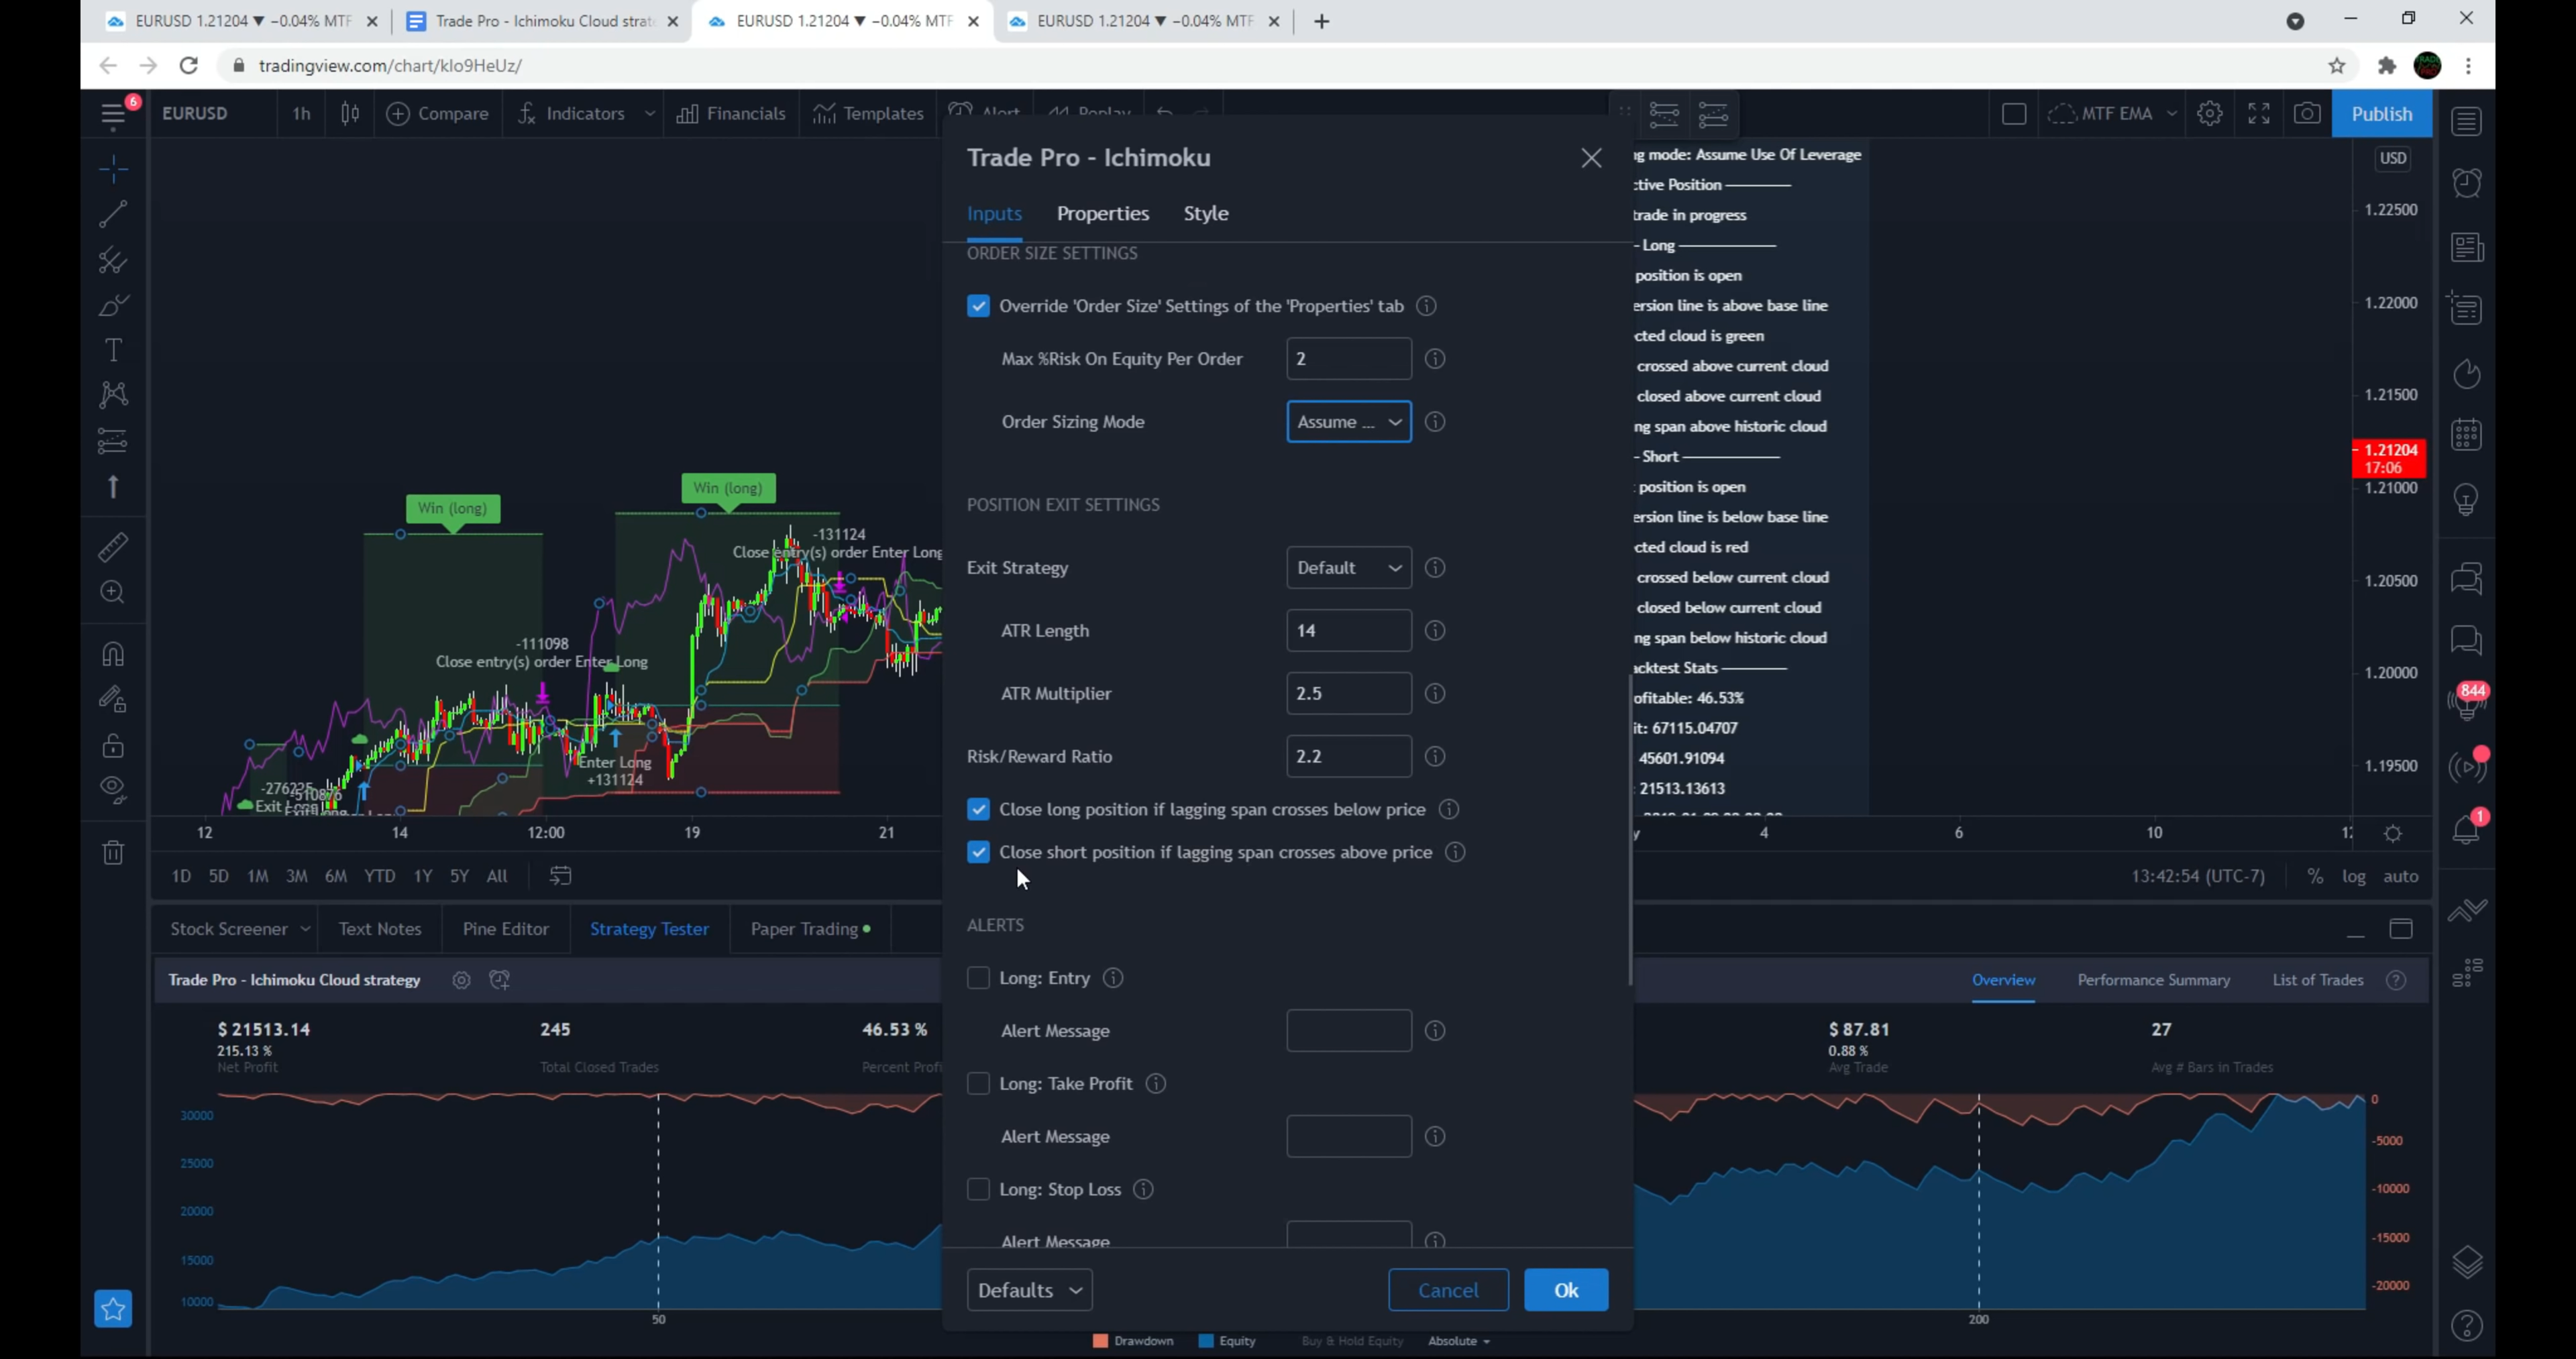 EURUSD 1.21204 ▼ −0.04% MTF
Trade Pro - Ichimoku Cloud strat
EURUSD 1.21204 ▼ −0.04% MTF
EURUSD 1.21204 ▼ −0.04% MTF
tradingview.com/chart/klo9HeUz/
6
EURUSD
1h
Compare
Indicators
Financials
Templates
Alert
Replay
MTF EMA
Publish
Trade Pro - Ichimoku
Inputs
Properties
Style
ORDER SIZE SETTINGS
Override 'Order Size' Settings of the 'Properties' tab
Max %Risk On Equity Per Order
2
Order Sizing Mode
Assume ...
POSITION EXIT SETTINGS
Exit Strategy
Default
ATR Length
14
ATR Multiplier
2.5
Risk/Reward Ratio
2.2
Close long position if lagging span crosses below price
Close short position if lagging span crosses above price
ALERTS
Long: Entry
Alert Message
Long: Take Profit
Alert Message
Long: Stop Loss
Alert Message
Defaults
Cancel
Ok
g mode: Assume Use Of Leverage
ctive Position
trade in progress
- Long
position is open
ersion line is above base line
cted cloud is green
crossed above current cloud
closed above current cloud
ng span above historic cloud
- Short
position is open
ersion line is below base line
cted cloud is red
crossed below current cloud
closed below current cloud
ng span below historic cloud
acktest Stats
ofitable: 46.53%
it: 67115.04707
45601.91094
: 21513.13613
USD
1.22500
1.22000
1.21500
1.21204
17:06
1.21000
1.20500
1.20000
1.19500
Win (long)
Win (long)
-131124
Close entry(s) order Enter Long
-111098
Close entry(s) order Enter Long
Enter Long
+131124
-276235
-510876
Exit Long
12
14
12:00
19
21
4
6
10
1D
5D
1M
3M
6M
YTD
1Y
5Y
All
13:42:54 (UTC-7)
%
log
auto
Stock Screener
Text Notes
Pine Editor
Strategy Tester
Paper Trading
Trade Pro - Ichimoku Cloud strategy
Overview
Performance Summary
List of Trades
$ 21513.14
215.13 %
Net Profit
245
Total Closed Trades
46.53 %
Percent Profi
$ 87.81
0.88 %
Avg Trade
27
Avg # Bars in Trades
30000
25000
20000
15000
10000
50
200
0
-5000
-10000
-15000
-20000
Drawdown
Equity
Buy & Hold Equity
Absolute
844
1